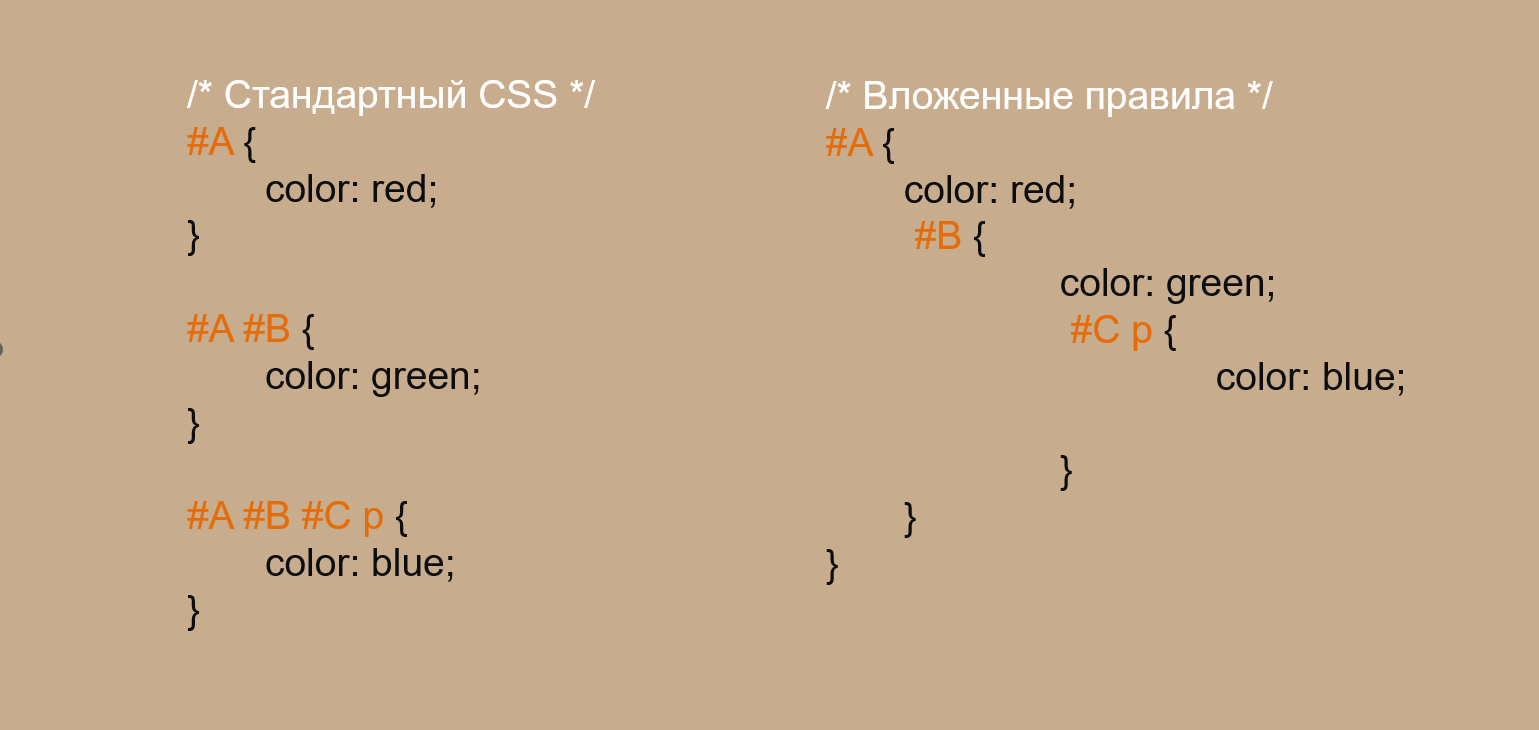 /* Стандартный CSS */
#A {
color: red;
}
#A #B {
color: green;
}
#A #B #C p {
color: blue;
}
/* Вложенные правила */
#A {
color: red;
#B {
color: green;
#C p {
color: blue;
}
}
}